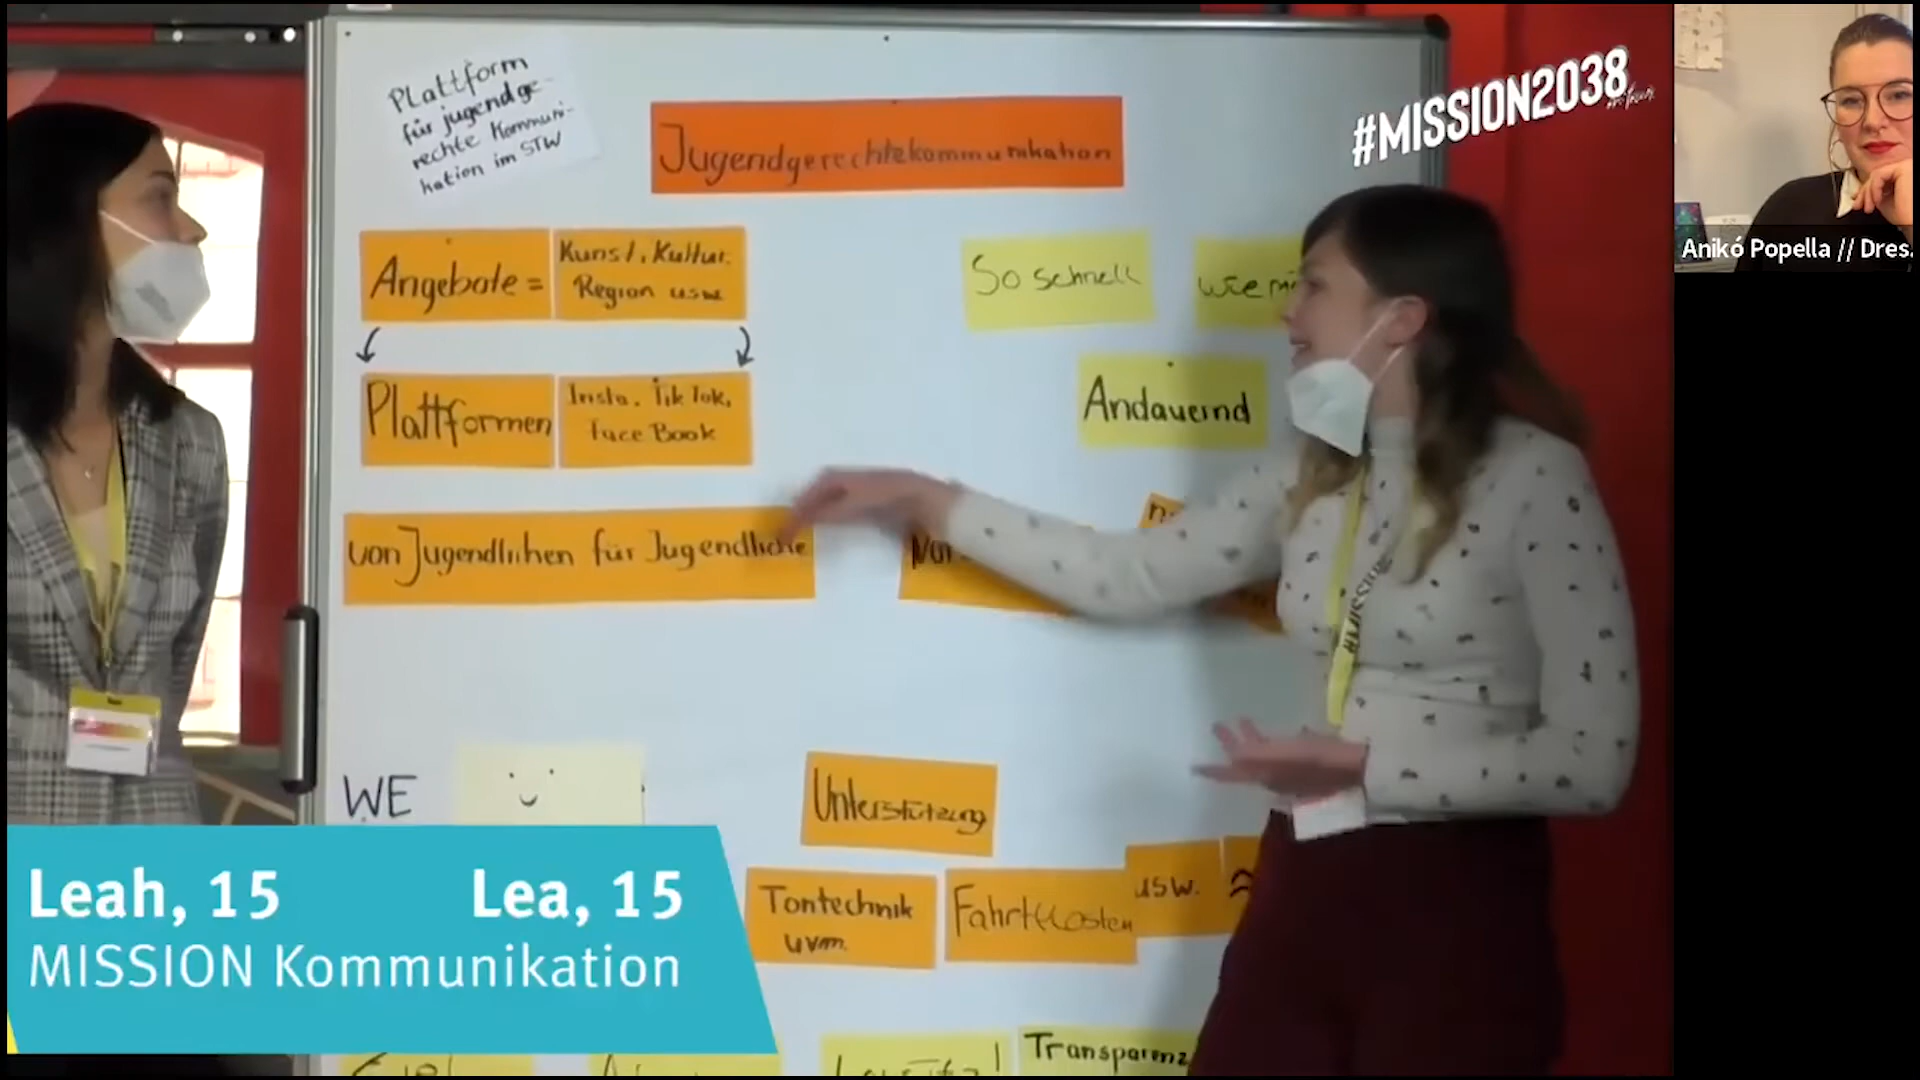 Plattform
für jugendge-
rechte Kommuni-
kation im STW
Jugendgerechtekommunikation
#MISSION2038
Anikó Popella // Dres.
Angebote =
Kunst, Kultur.
Region usw
So schnell
wie
Plattformen
Insta. TikTok,
Face Book
Andauernd
von Jugendlichen für Jugendliche
WE
Unterstützung
Tontechnik
uvm.
Fahrtkosten
usw.
Leah, 15
Lea, 15
MISSION Kommunikation
Transparenz